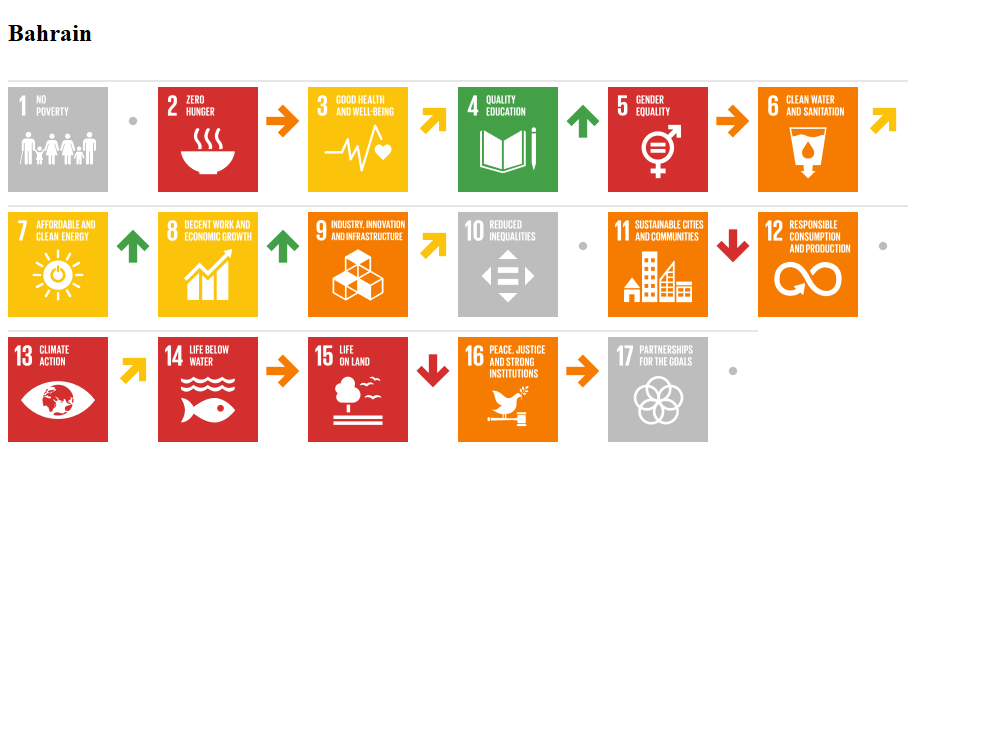 Bahrain
1 NO
POVERTY
2 ZERO
HUNGER
3 GOOD HEALTH
AND WELL-BEING
4 QUALITY
EDUCATION
5 GENDER
EQUALITY
6 CLEAN WATER
AND SANITATION
7 AFFORDABLE AND
CLEAN ENERGY
8 DECENT WORK AND
ECONOMIC GROWTH
9 INDUSTRY, INNOVATION
AND INFRASTRUCTURE
10 REDUCED
INEQUALITIES
11 SUSTAINABLE CITIES
AND COMMUNITIES
12 RESPONSIBLE
CONSUMPTION
AND PRODUCTION
13 CLIMATE
ACTION
14 LIFE BELOW
WATER
15 LIFE
ON LAND
16 PEACE, JUSTICE
AND STRONG
INSTITUTIONS
17 PARTNERSHIPS
FOR THE GOALS